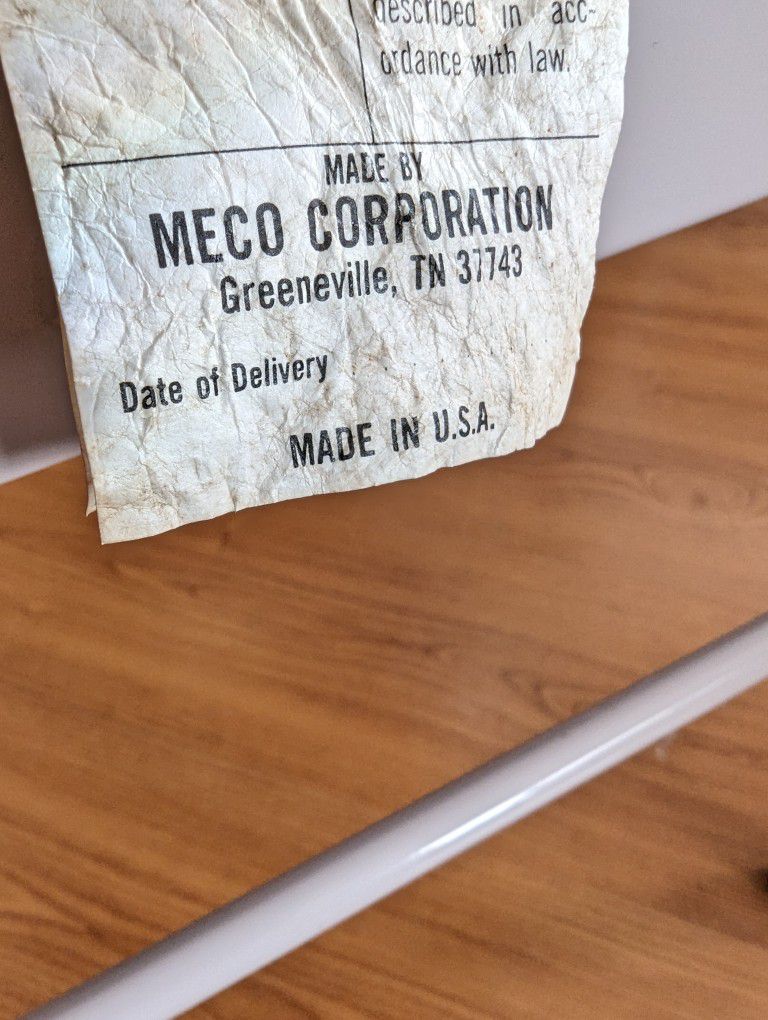 described in acc-
ordance with law.
MADE BY
MECO CORPORATION
Greeneville, TN 37743
Date of Delivery
MADE IN U.S.A.